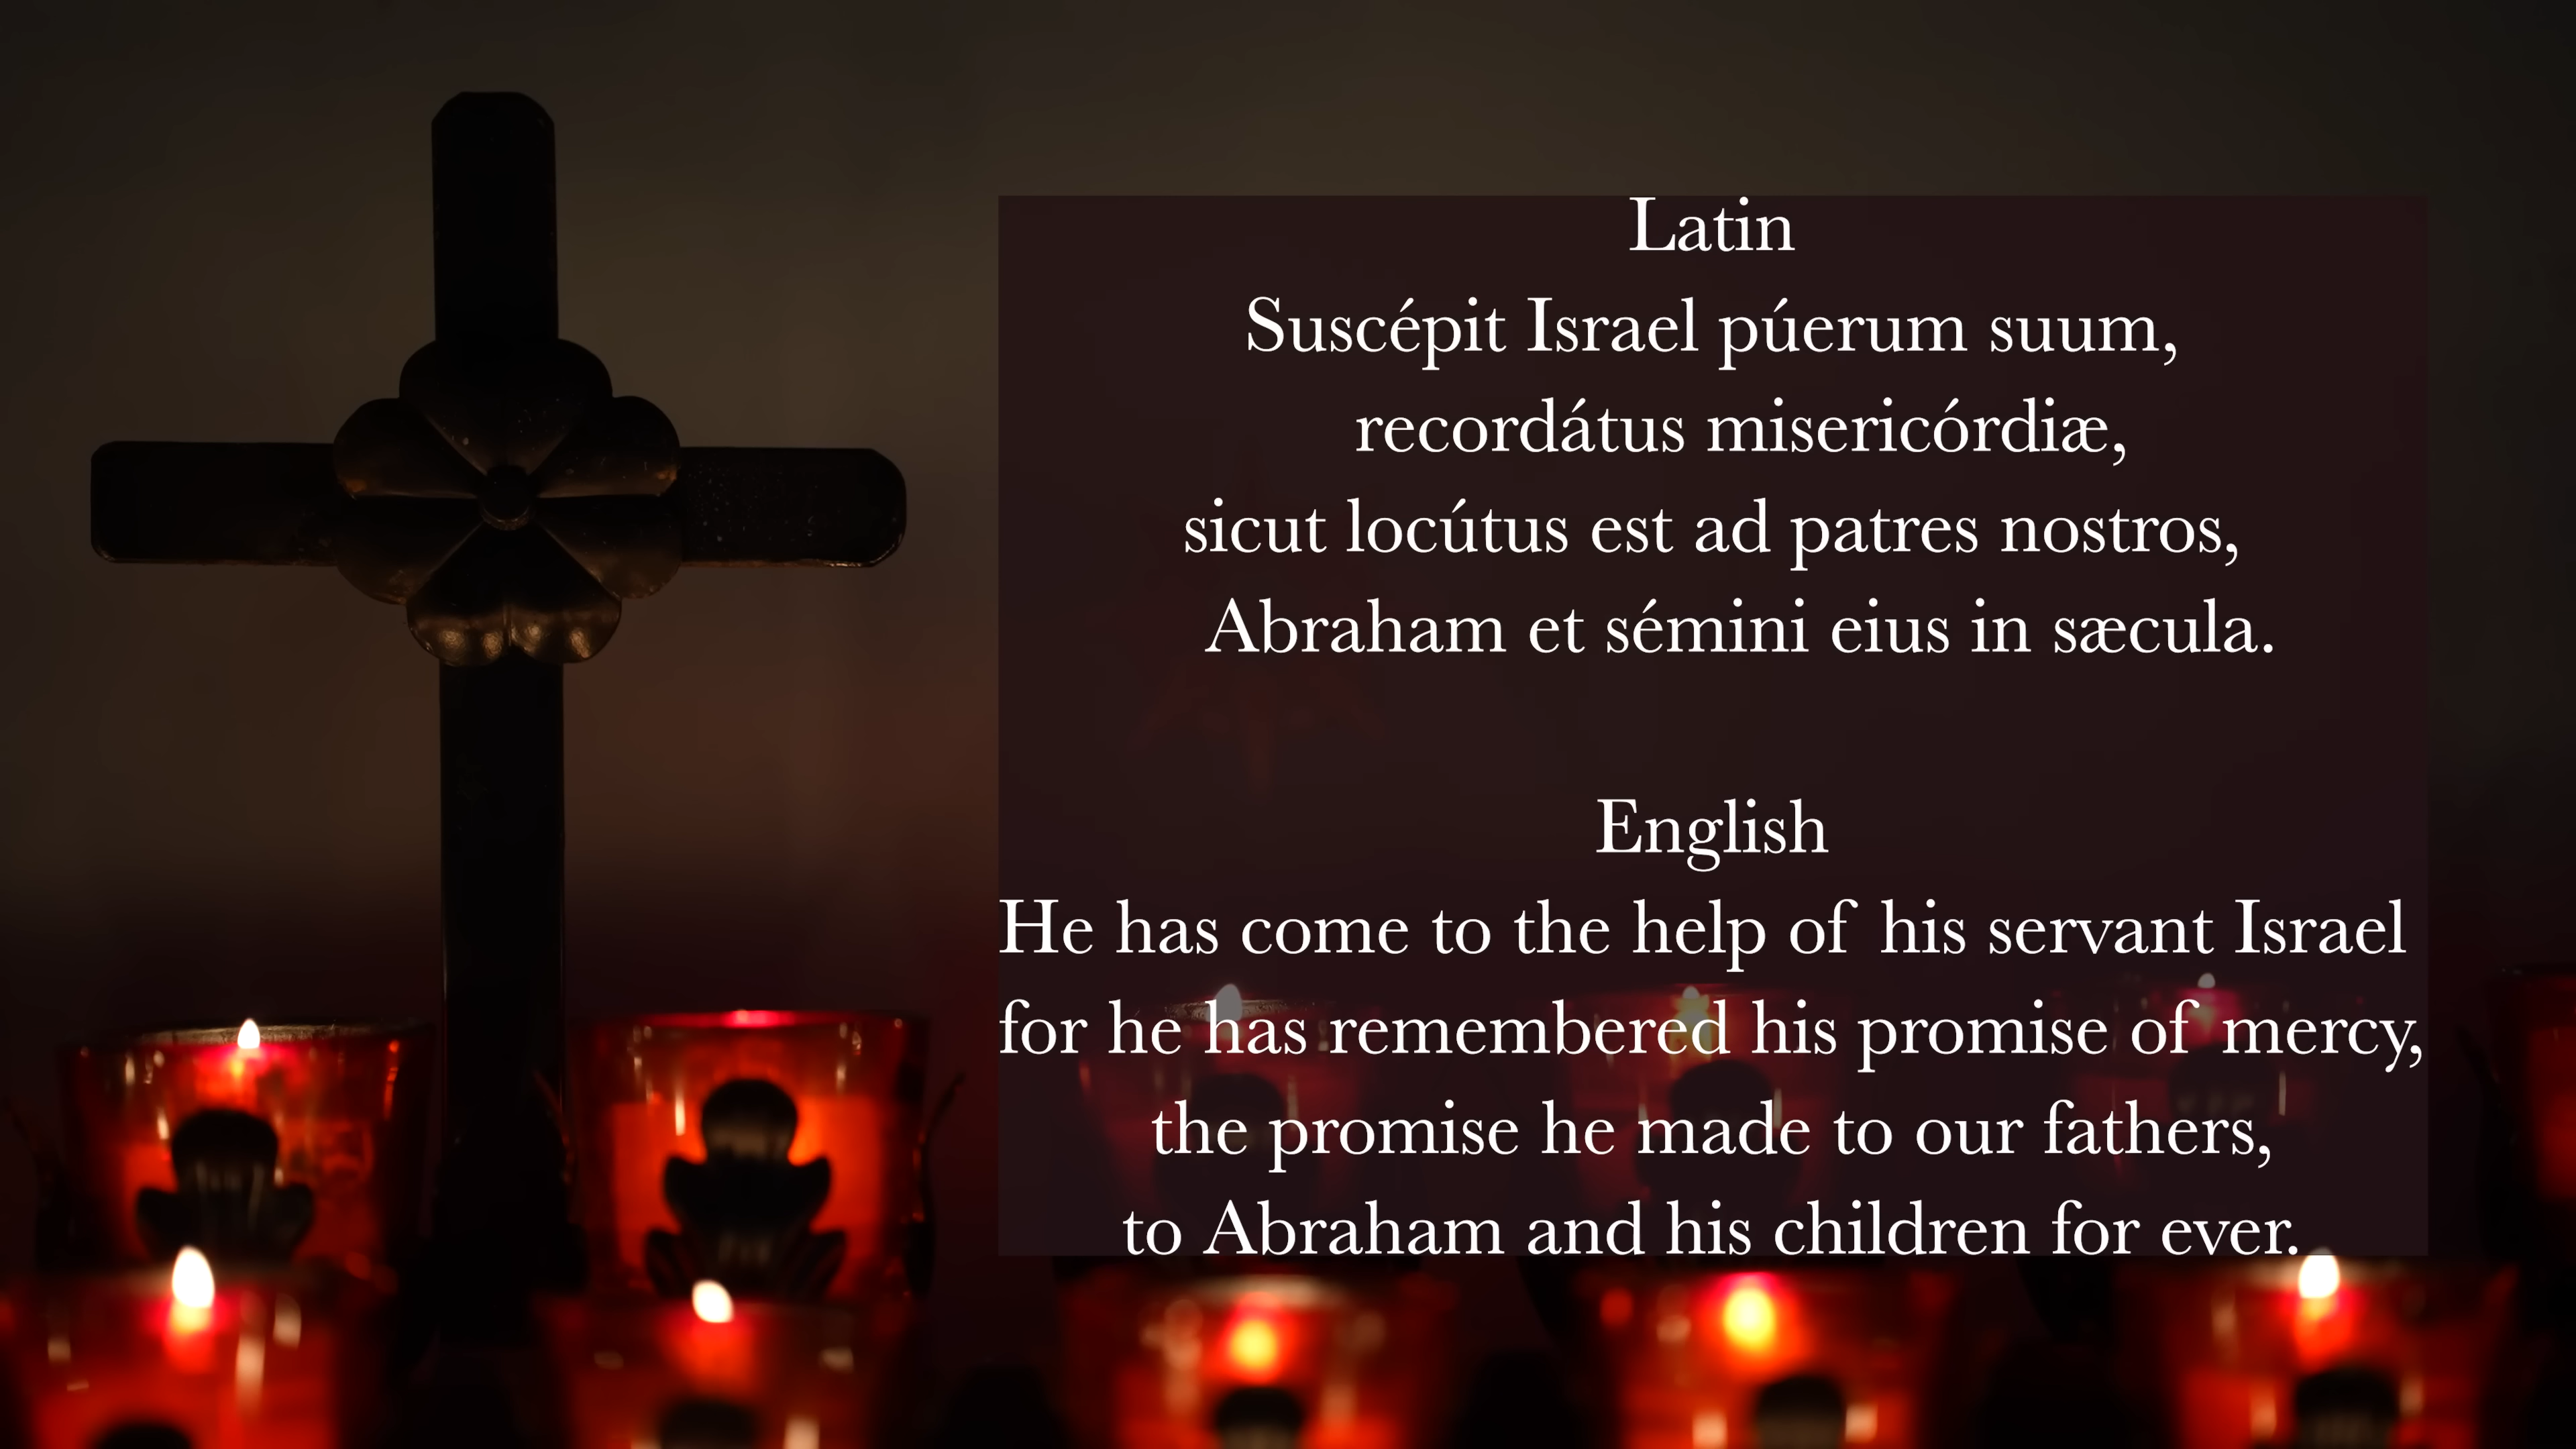 Latin
Suscépit Israel púerum suum,
recordátus misericórdiæ,
sicut locútus est ad patres nostros,
Abraham et sémini eius in sæcula.
English
He has come to the help of his servant Israel
for he has remembered his promise of mercy,
the promise he made to our fathers,
to Abraham and his children for ever.